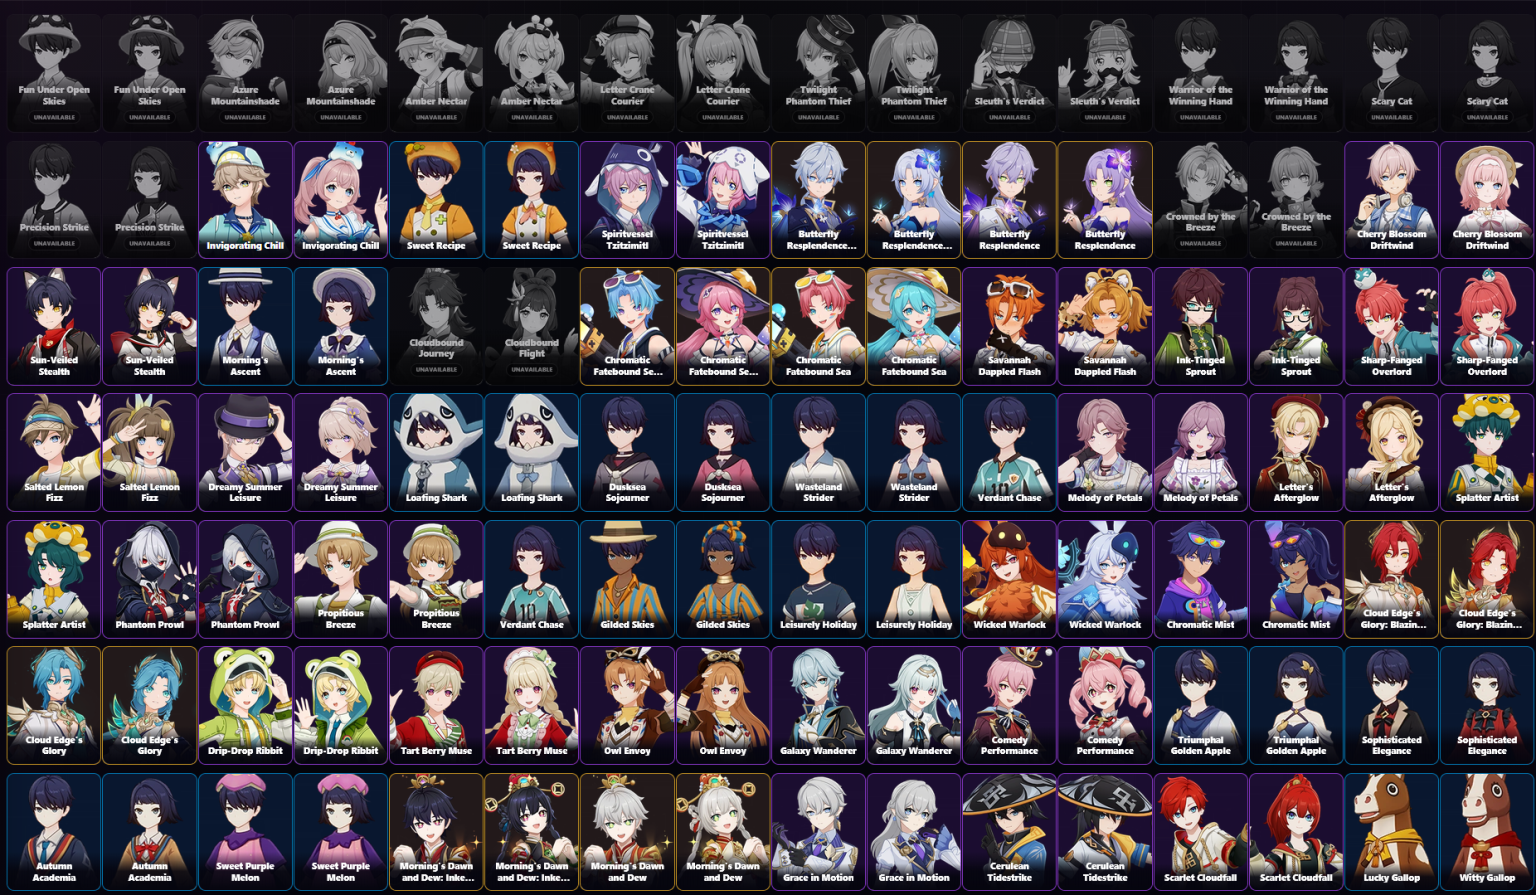 Fun Under Open Skies
UNAVAILABLE
Fun Under Open Skies
UNAVAILABLE
Azure Mountainshade
UNAVAILABLE
Azure Mountainshade
UNAVAILABLE
Amber Nectar
UNAVAILABLE
Amber Nectar
UNAVAILABLE
Letter Crane Courier
UNAVAILABLE
Letter Crane Courier
UNAVAILABLE
Twilight Phantom Thief
UNAVAILABLE
Twilight Phantom Thief
UNAVAILABLE
Sleuth's Verdict
UNAVAILABLE
Sleuth's Verdict
UNAVAILABLE
Warrior of the Winning Hand
UNAVAILABLE
Warrior of the Winning Hand
UNAVAILABLE
Scary Cat
UNAVAILABLE
Scary Cat
UNAVAILABLE
Precision Strike
UNAVAILABLE
Precision Strike
UNAVAILABLE
Invigorating Chill
Invigorating Chill
Sweet Recipe
Sweet Recipe
Spiritvessel Tzitzimitl
Spiritvessel Tzitzimitl
Butterfly Resplendence...
Butterfly Resplendence...
Butterfly Resplendence
Butterfly Resplendence
Crowned by the Breeze
UNAVAILABLE
Crowned by the Breeze
UNAVAILABLE
Cherry Blossom Driftwind
Cherry Blossom Driftwind
Sun-Veiled Stealth
Sun-Veiled Stealth
Morning's Ascent
Morning's Ascent
Cloudbound Journey
UNAVAILABLE
Cloudbound Flight
UNAVAILABLE
Chromatic Fatebound Se...
Chromatic Fatebound Se...
Chromatic Fatebound Sea
Chromatic Fatebound Sea
Savannah Dappled Flash
Savannah Dappled Flash
Ink-Tinged Sprout
Ink-Tinged Sprout
Sharp-Fanged Overlord
Sharp-Fanged Overlord
Salted Lemon Fizz
Salted Lemon Fizz
Dreamy Summer Leisure
Dreamy Summer Leisure
Loafing Shark
Loafing Shark
Dusksea Sojourner
Dusksea Sojourner
Wasteland Strider
Wasteland Strider
Verdant Chase
Melody of Petals
Melody of Petals
Letter's Afterglow
Letter's Afterglow
Splatter Artist
Splatter Artist
Phantom Prowl
Phantom Prowl
Propitious Breeze
Propitious Breeze
Verdant Chase
Gilded Skies
Gilded Skies
Leisurely Holiday
Leisurely Holiday
Wicked Warlock
Wicked Warlock
Chromatic Mist
Chromatic Mist
Cloud Edge's Glory: Blazin...
Cloud Edge's Glory: Blazin...
Cloud Edge's Glory
Cloud Edge's Glory
Drip-Drop Ribbit
Drip-Drop Ribbit
Tart Berry Muse
Tart Berry Muse
Owl Envoy
Owl Envoy
Galaxy Wanderer
Galaxy Wanderer
Comedy Performance
Comedy Performance
Triumphal Golden Apple
Triumphal Golden Apple
Sophisticated Elegance
Sophisticated Elegance
Autumn Academia
Autumn Academia
Sweet Purple Melon
Sweet Purple Melon
Morning's Dawn and Dew: Inke...
Morning's Dawn and Dew: Inke...
Morning's Dawn and Dew
Morning's Dawn and Dew
Grace in Motion
Grace in Motion
Cerulean Tidestrike
Cerulean Tidestrike
Scarlet Cloudfall
Scarlet Cloudfall
Lucky Gallop
Witty Gallop